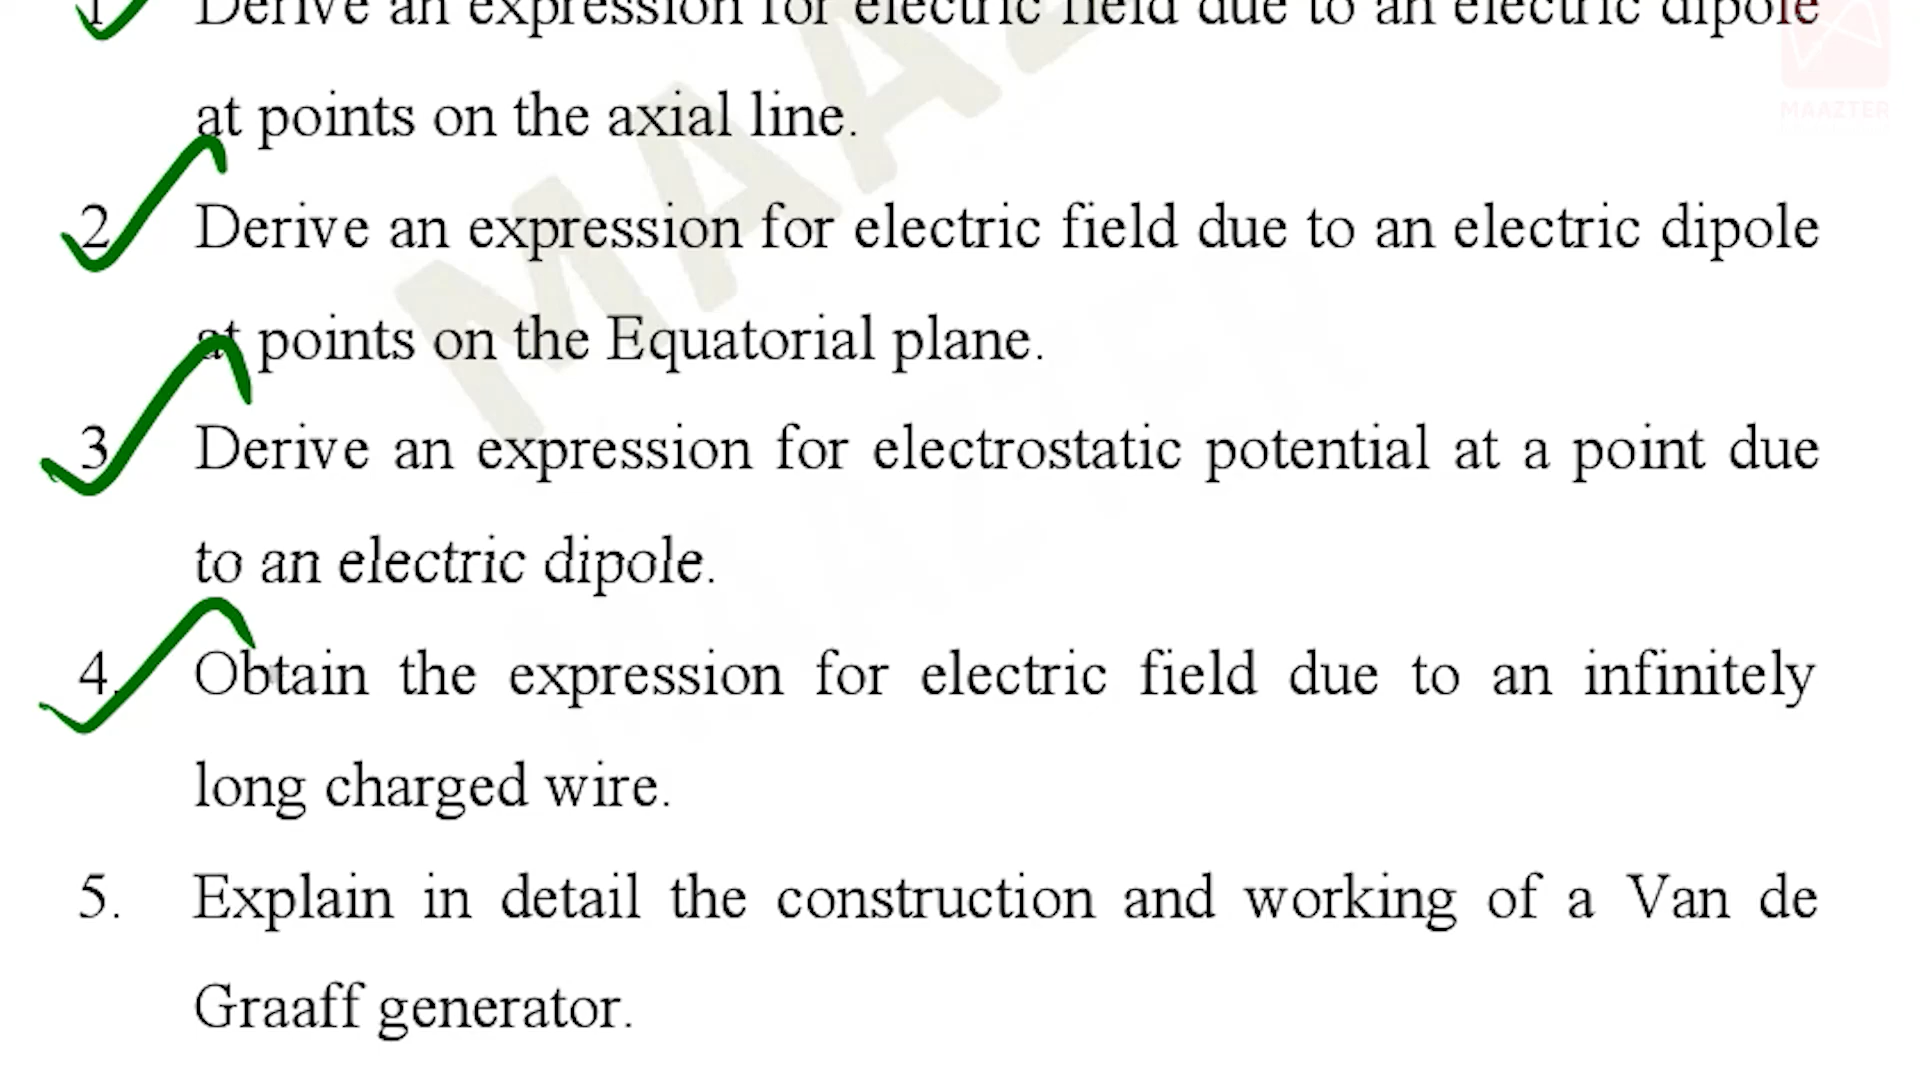 1 Derive an expression for electric field due to an electric dipole
at points on the axial line.
2 Derive an expression for electric field due to an electric dipole
at points on the Equatorial plane.
3 Derive an expression for electrostatic potential at a point due
to an electric dipole.
4. Obtain the expression for electric field due to an infinitely
long charged wire.
5. Explain in detail the construction and working of a Van de
Graaff generator.
MAAZTER